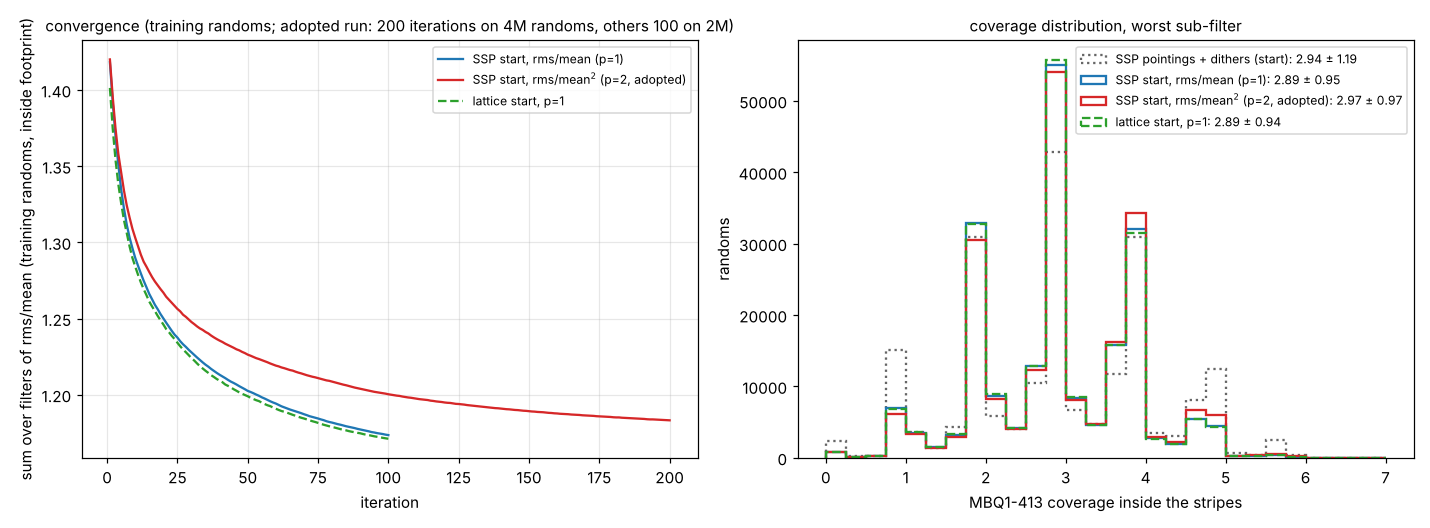 convergence (training randoms; adopted run: 200 iterations on 4M randoms, others 100 on 2M)
sum over filters of rms/mean (training randoms, inside footprint)
1.40
1.35
1.30
1.25
1.20
SSP start, rms/mean (p=1)
SSP start, rms/mean² (p=2, adopted)
lattice start, p=1
0 25 50 75 100 125 150 175 200
iteration
coverage distribution, worst sub-filter
randoms
50000
40000
30000
20000
10000
0
SSP pointings + dithers (start): 2.94 ± 1.19
SSP start, rms/mean (p=1): 2.89 ± 0.95
SSP start, rms/mean² (p=2, adopted): 2.97 ± 0.97
lattice start, p=1: 2.89 ± 0.94
0 1 2 3 4 5 6 7
MBQ1-413 coverage inside the stripes